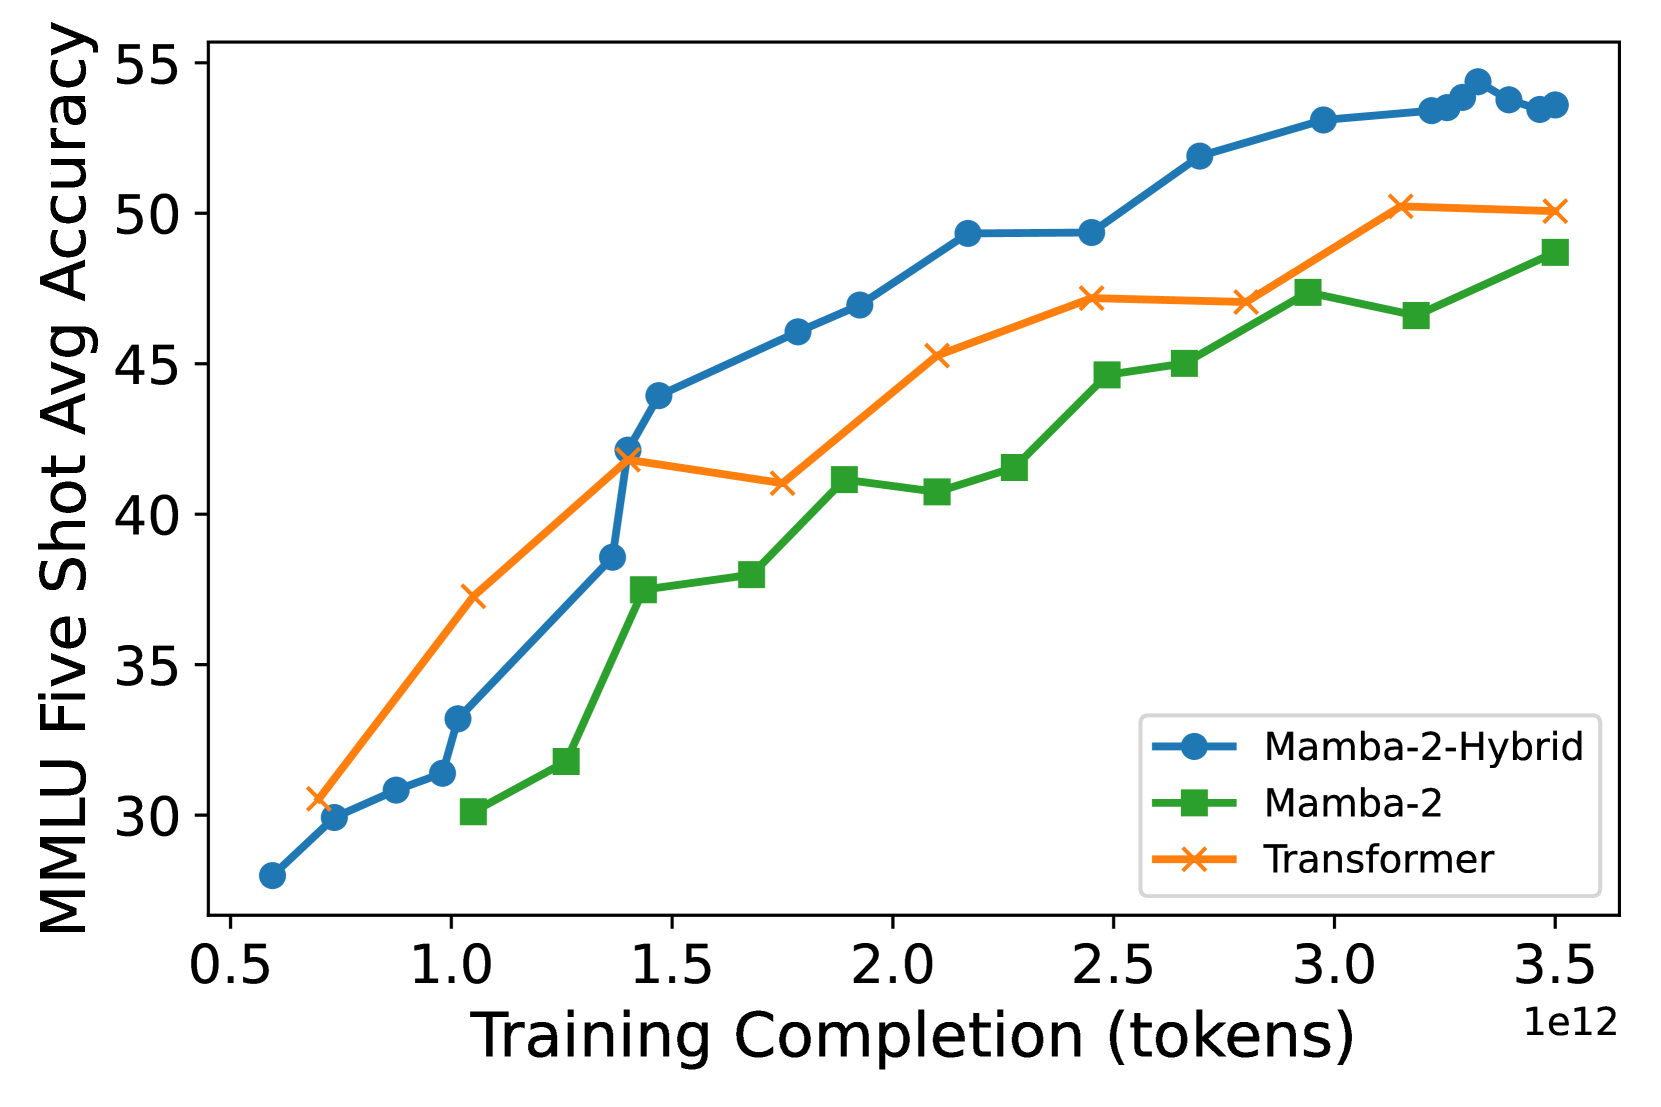 MMLU Five Shot Avg Accuracy
55
50
45
40
35
30
Mamba-2-Hybrid
Mamba-2
Transformer
0.5 1.0 1.5 2.0 2.5 3.0 3.5
1e12
Training Completion (tokens)